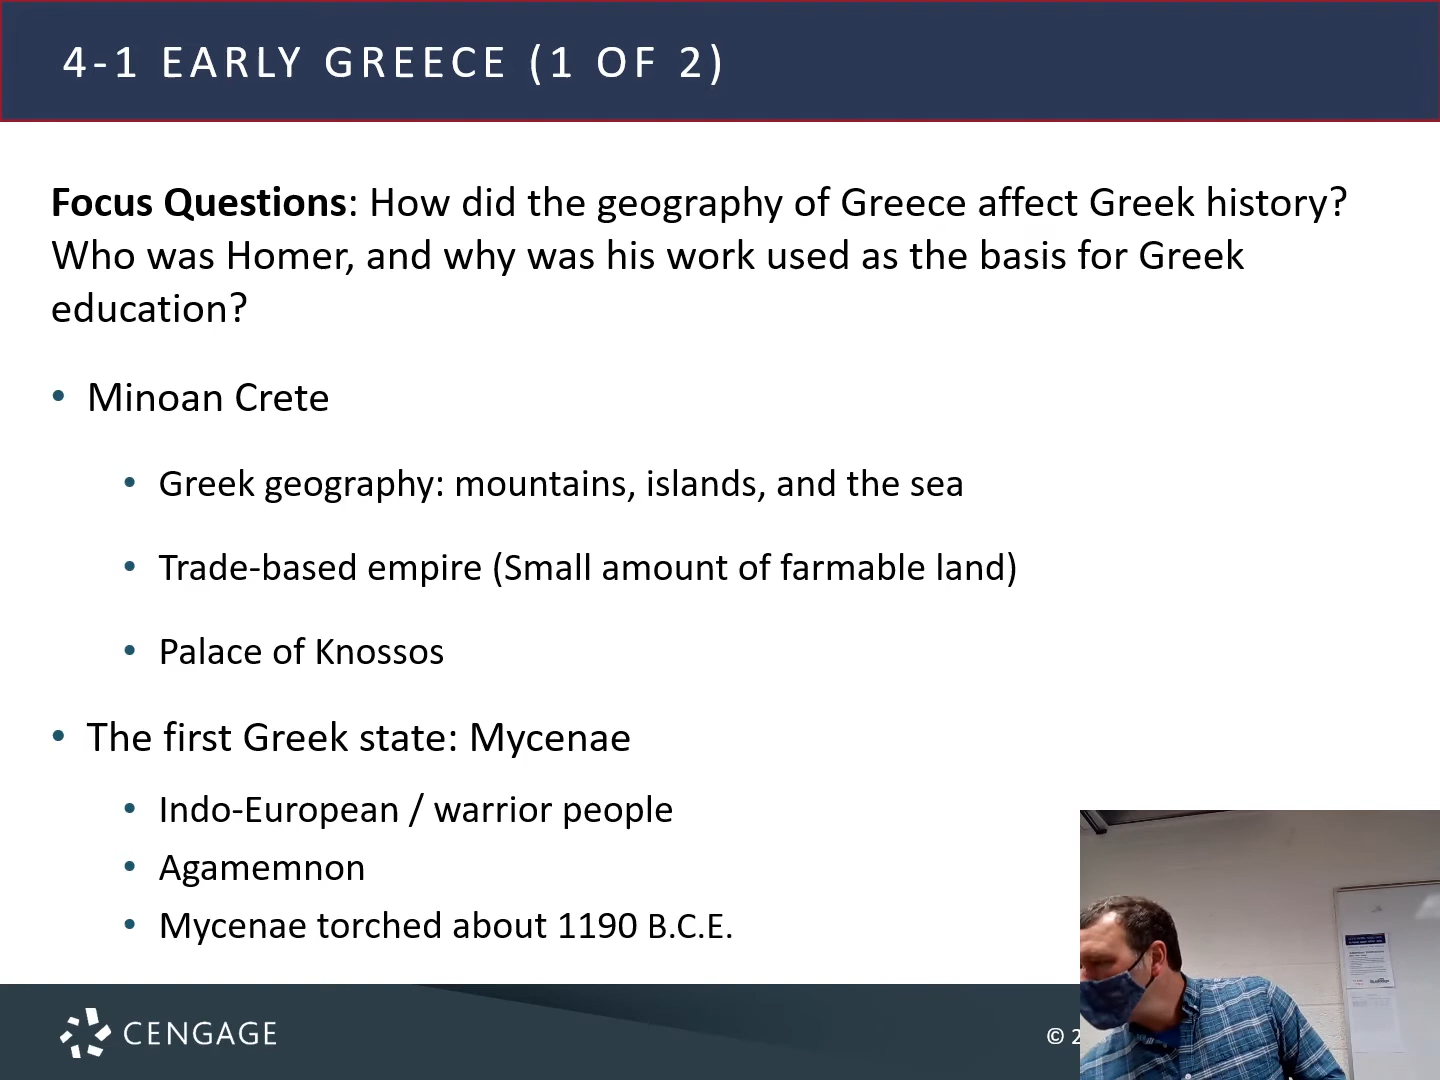 4-1 EARLY GREECE (1 OF 2)
Focus Questions: How did the geography of Greece affect Greek history?
Who was Homer, and why was his work used as the basis for Greek
education?
• Minoan Crete
• Greek geography: mountains, islands, and the sea
• Trade-based empire (Small amount of farmable land)
• Palace of Knossos
• The first Greek state: Mycenae
• Indo-European / warrior people
• Agamemnon
• Mycenae torched about 1190 B.C.E.
CENGAGE
© 2